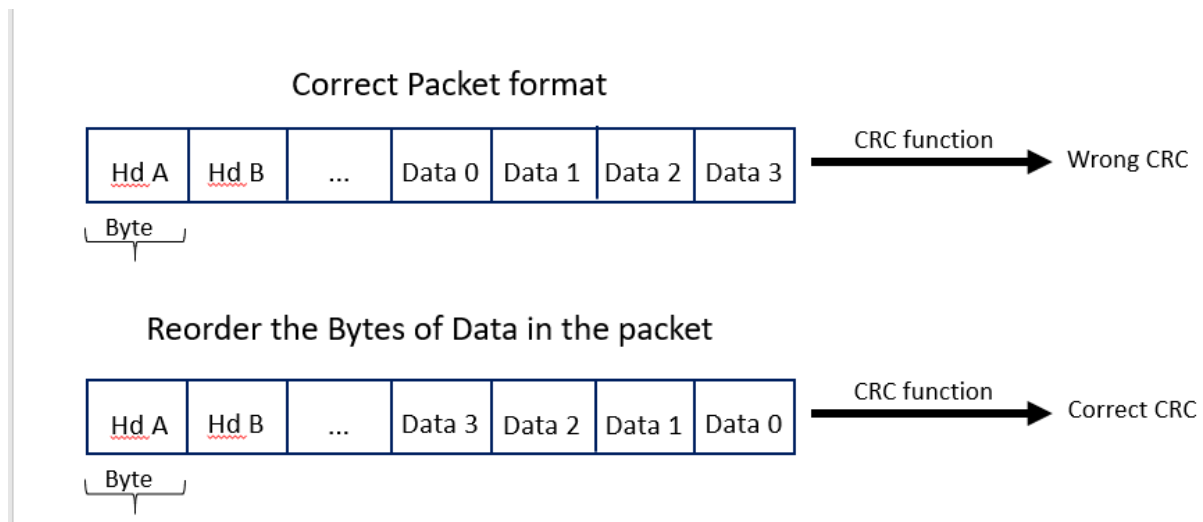 Correct Packet format
Hd A Hd B ... Data 0 Data 1 Data 2 Data 3
CRC function
Wrong CRC
Byte
Reorder the Bytes of Data in the packet
Hd A Hd B ... Data 3 Data 2 Data 1 Data 0
CRC function
Correct CRC
Byte